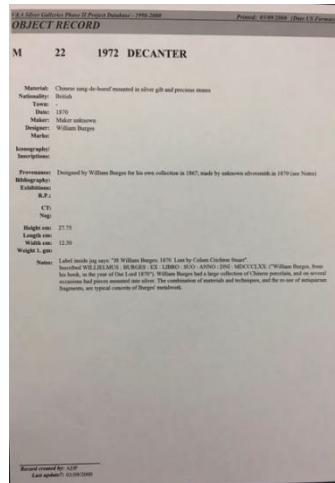 V&A Silver Galleries Phase II Project Database - 1996-2000
Printed: 03/09/2000 (Date US Format)
OBJECT RECORD
M 22 1972 DECANTER
Material: Chinese sang-de-boeuf mounted in silver gilt and precious stones
Nationality: British
Town: -
Date: 1870
Maker: Maker unknown
Designer: William Burges
Marks:
Iconography/
Inscriptions:
Provenance: Designed by William Burges for his own collection in 1867, made by unknown silversmith in 1870 (see Notes)
Bibliography:
Exhibitions:
R.P.:
CT:
Neg:
Height cm: 27.75
Length cm:
Width cm: 12.50
Weight 1. gm:
Notes: Label inside jug says: "39 William Burges. 1870. Lent by Colum Crichton Stuart".
Inscribed WILLIELMUS : BURGES : EX : LIBRO : SUO : ANNO : DNI : MDCCCLXX. ("William Burges, from
his book, in the year of Our Lord 1870"). William Burges had a large collection of Chinese porcelain, and on several
occasions had pieces mounted into silver. The combination of materials and techniques, and the re-use of antiquarian
fragments, are typical concerns of Burges' metalwork.
Record created by:
Last update?: 03/09/2000